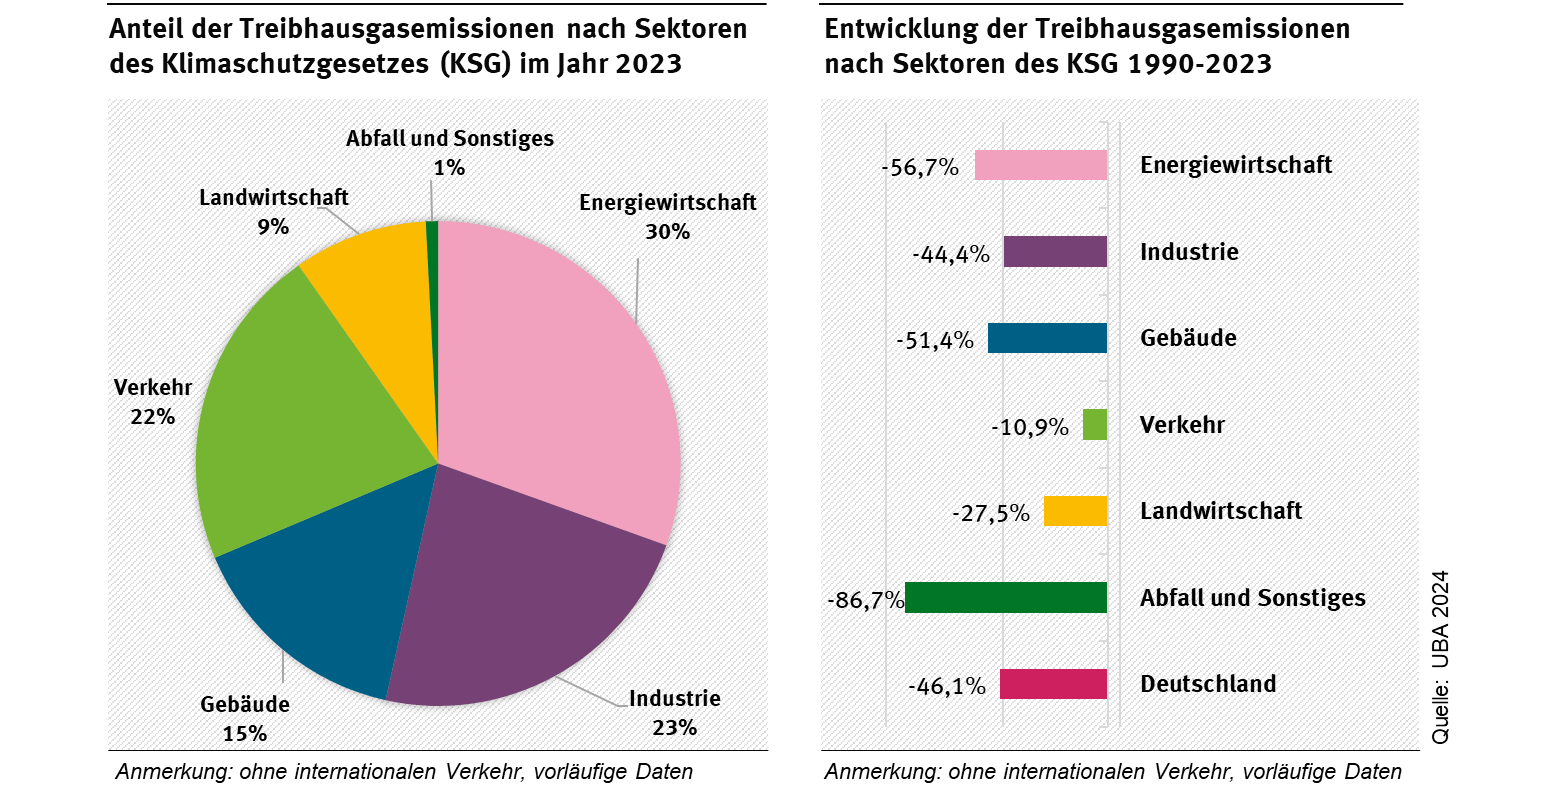 Anteil der Treibhausgasemissionen nach Sektoren
des Klimaschutzgesetzes (KSG) im Jahr 2023
Abfall und Sonstiges
1%
Landwirtschaft
9%
Energiewirtschaft
30%
Verkehr
22%
Gebäude
15%
Industrie
23%
Anmerkung: ohne internationalen Verkehr, vorläufige Daten
Entwicklung der Treibhausgasemissionen
nach Sektoren des KSG 1990-2023
-56,7% Energiewirtschaft
-44,4% Industrie
-51,4% Gebäude
-10,9% Verkehr
-27,5% Landwirtschaft
-86,7% Abfall und Sonstiges
-46,1% Deutschland
Anmerkung: ohne internationalen Verkehr, vorläufige Daten
Quelle: UBA 2024